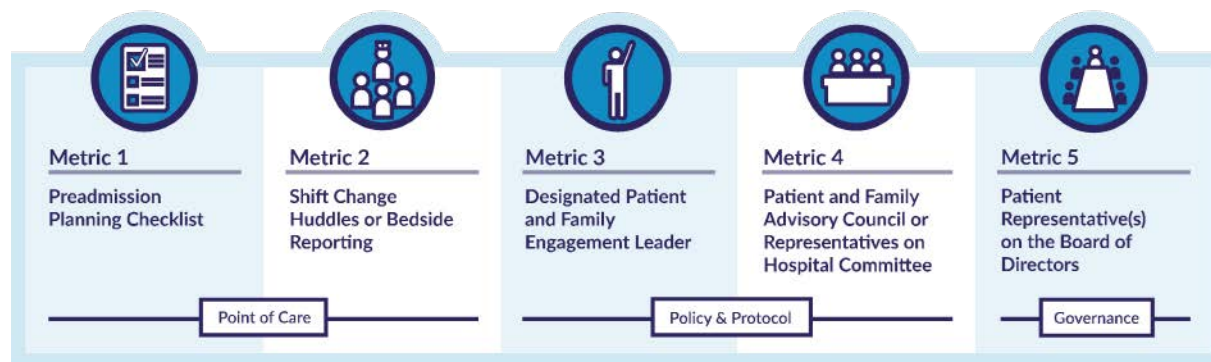 Metric 1
Preadmission
Planning Checklist
Metric 2
Shift Change
Huddles or Bedside
Reporting
Metric 3
Designated Patient
and Family
Engagement Leader
Metric 4
Patient and Family
Advisory Council or
Representatives on
Hospital Committee
Metric 5
Patient
Representative(s)
on the Board of
Directors
Point of Care
Policy & Protocol
Governance